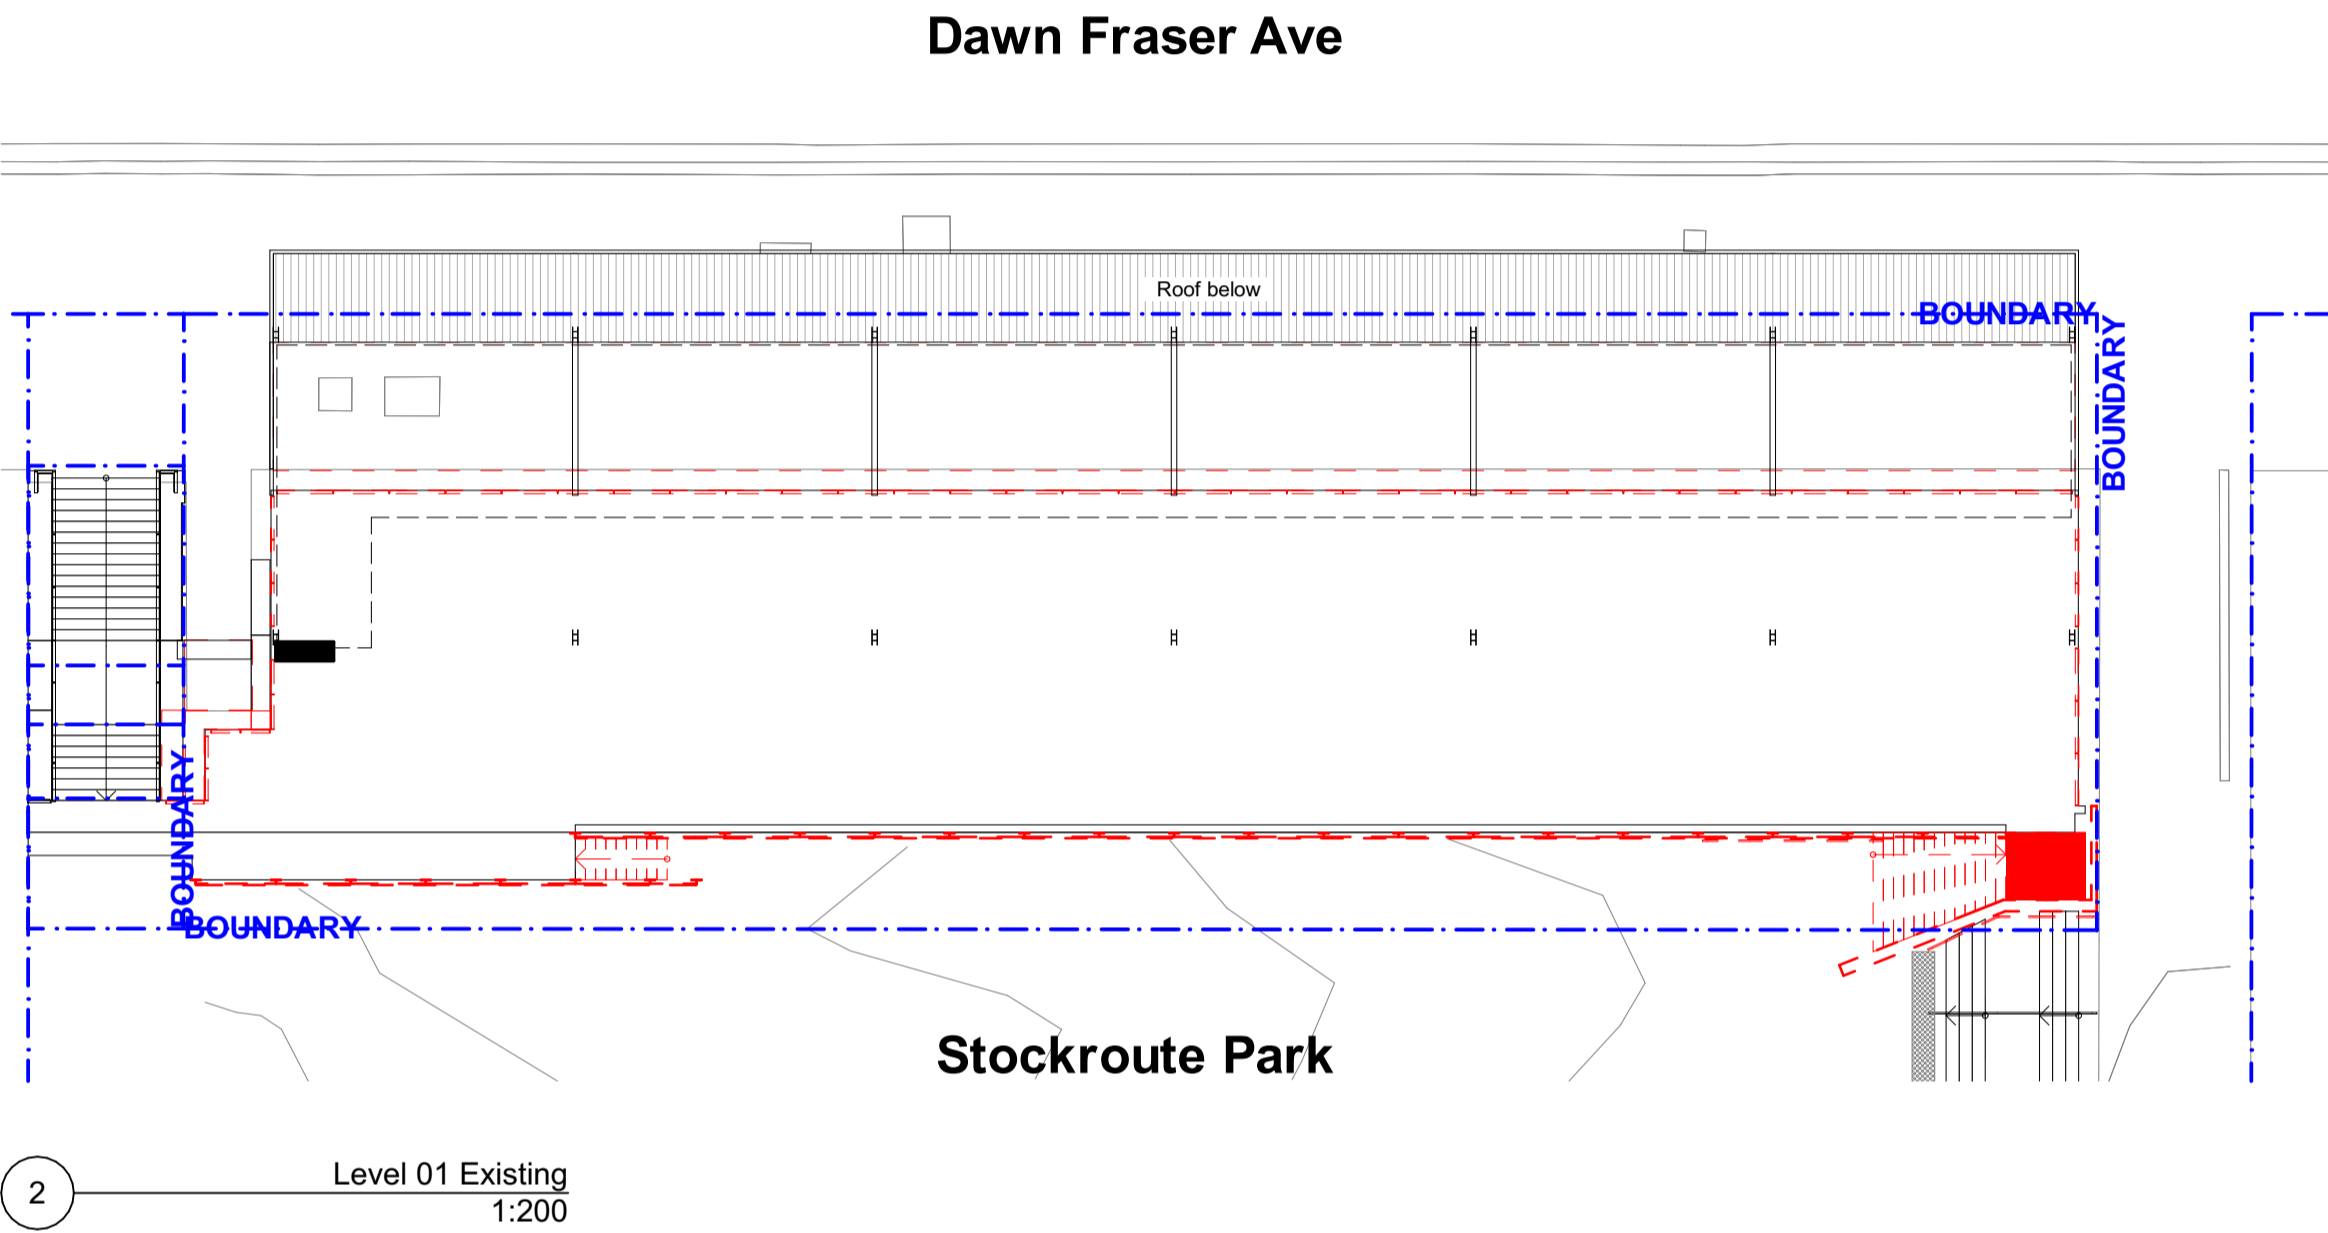 Dawn Fraser Ave
Roof below
BOUNDARY
BOUNDARY
BOUNDARY
BOUNDARY
Stockroute Park
2
Level 01 Existing
1:200